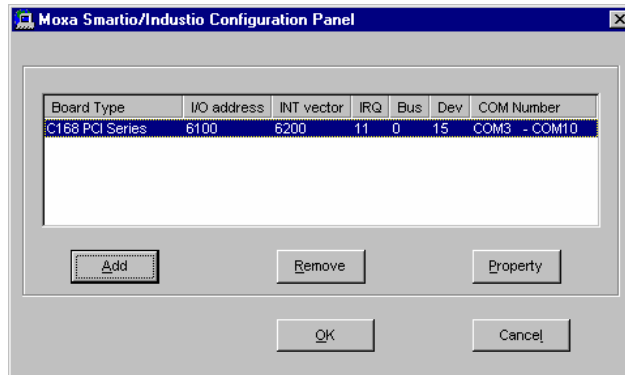 Moxa Smartio/Industio Configuration Panel
Board Type I/O address INT vector IRQ Bus Dev COM Number
C168 PCI Series 6100 6200 11 0 15 COM3 - COM10
Add Remove Property
OK Cancel